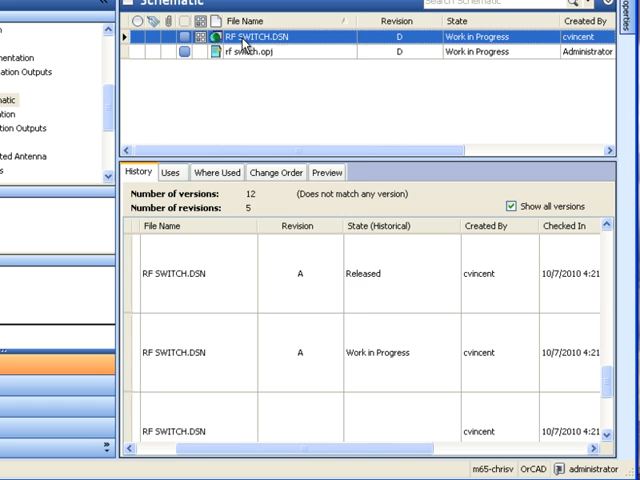 Schematic
Search Schematic
File Name
Revision
State
Created By
RF SWITCH.DSN
D
Work in Progress
cvincent
rf switch.opj
D
Work in Progress
Administrator
mentation
ation Outputs
matic
tion
n Outputs
ted Antenna
operties
History
Uses
Where Used
Change Order
Preview
Number of versions: 12 (Does not match any version)
Number of revisions: 5
Show all versions
File Name
Revision
State (Historical)
Created By
Checked In
RF SWITCH.DSN
A
Released
cvincent
10/7/2010 4:21
RF SWITCH.DSN
A
Work in Progress
cvincent
10/7/2010 4:21
RF SWITCH.DSN
cvincent
10/7/2010 4:21
m65-chrisv
OrCAD
administrator